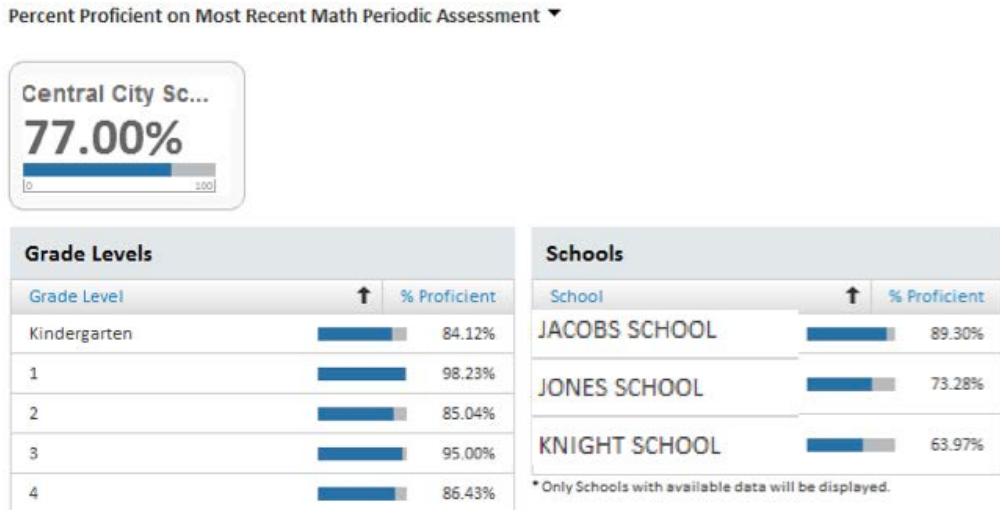 Percent Proficient on Most Recent Math Periodic Assessment
Central City Sc...
77.00%
0 100
Grade Levels
Grade Level % Proficient
Kindergarten 84.12%
1 98.23%
2 85.04%
3 95.00%
4 86.43%
Schools
School % Proficient
JACOBS SCHOOL 89.30%
JONES SCHOOL 73.28%
KNIGHT SCHOOL 63.97%
* Only Schools with available data will be displayed.